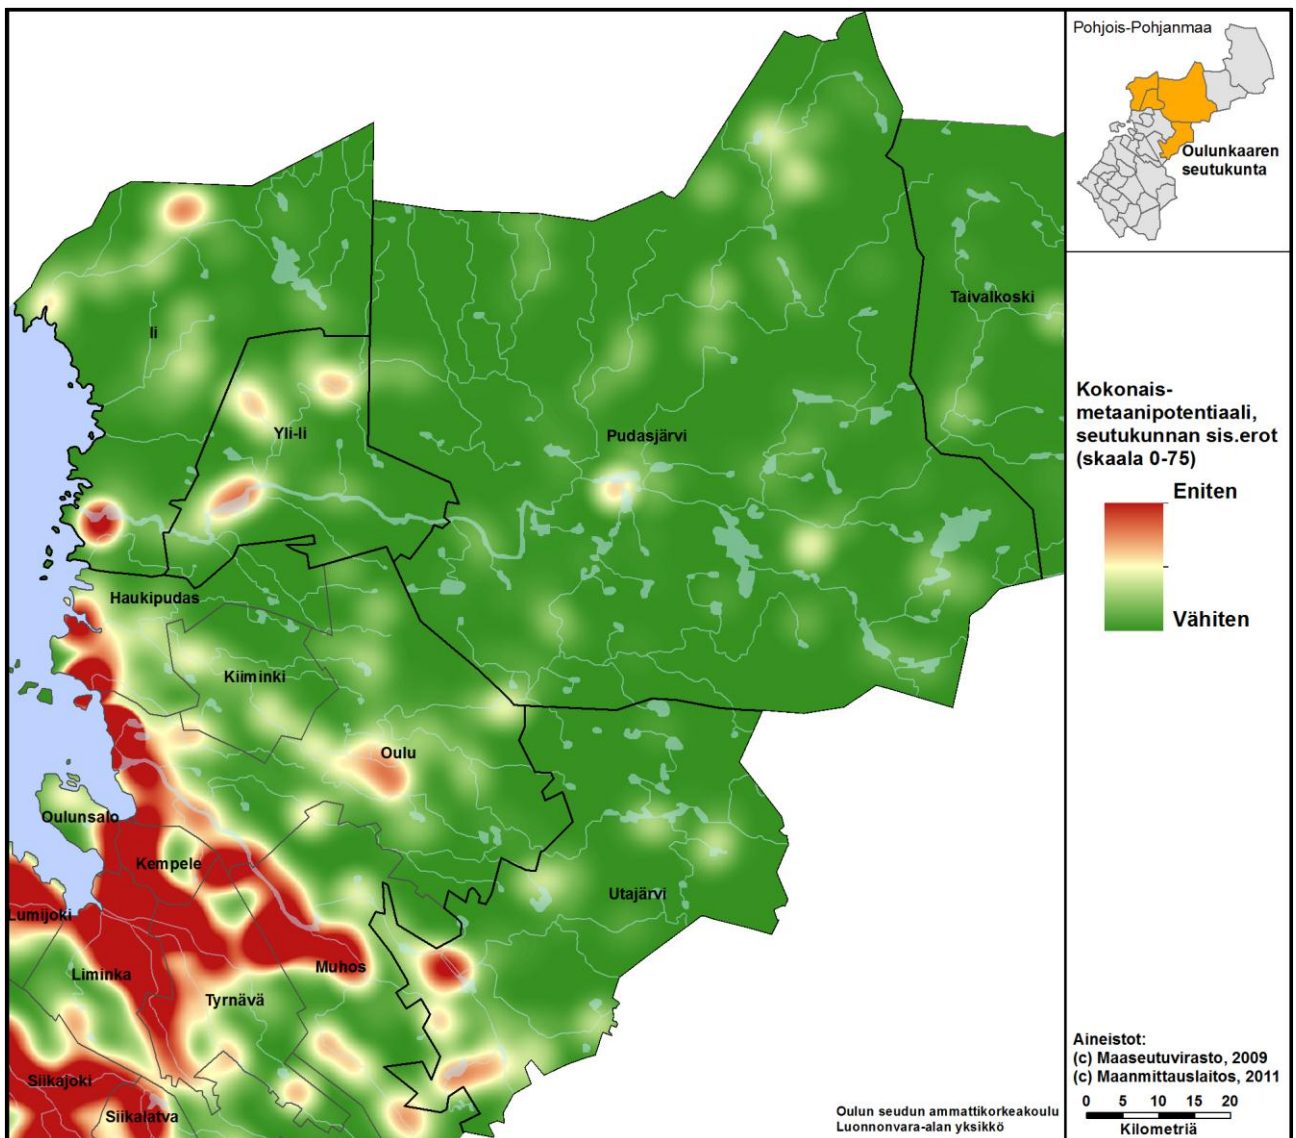 Pohjois-Pohjanmaa
Oulunkaaren
seutukunta
Taivalkoski
Ii
Yli-Ii
Pudasjärvi
Haukipudas
Kiiminki
Oulu
Oulunsalo
Kempele
Utajärvi
Lumijoki
Liminka
Muhos
Tyrnävä
Siikajoki
Siikalatva
Kokonais-
metaanipotentiaali,
seutukunnan sis.erot
(skaala 0-75)
Eniten
Vähiten
Aineistot:
(c) Maaseutuvirasto, 2009
(c) Maanmittauslaitos, 2011
0 5 10 15 20
Kilometriä
Oulun seudun ammattikorkeakoulu
Luonnonvara-alan yksikkö